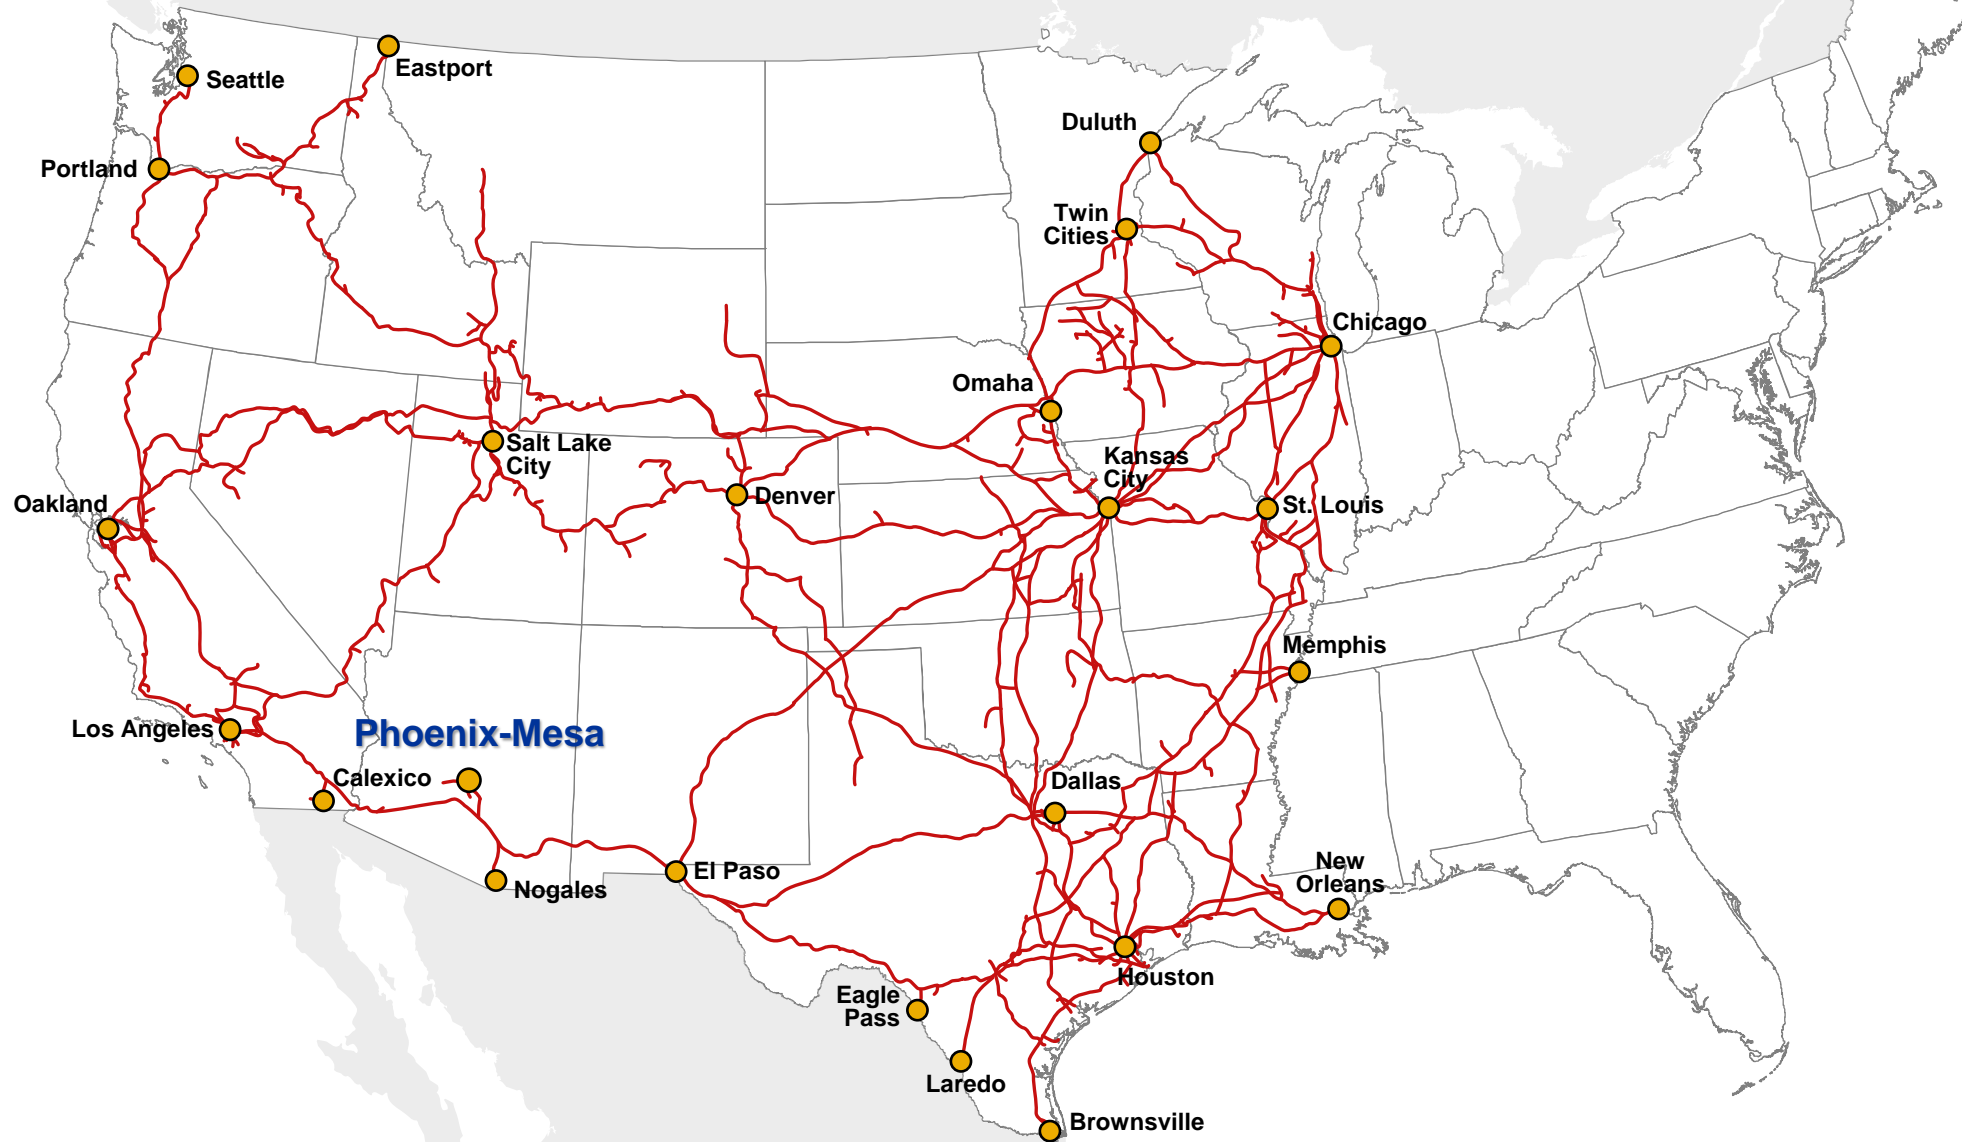 Eastport
Seattle
Duluth
Portland
Twin
Cities
Chicago
Omaha
Salt Lake
City
Kansas
City
Denver
Oakland
St. Louis
Memphis
Los Angeles
Phoenix-Mesa
Calexico
Dallas
El Paso
Nogales
New
Orleans
Houston
Eagle
Pass
Laredo
Brownsville